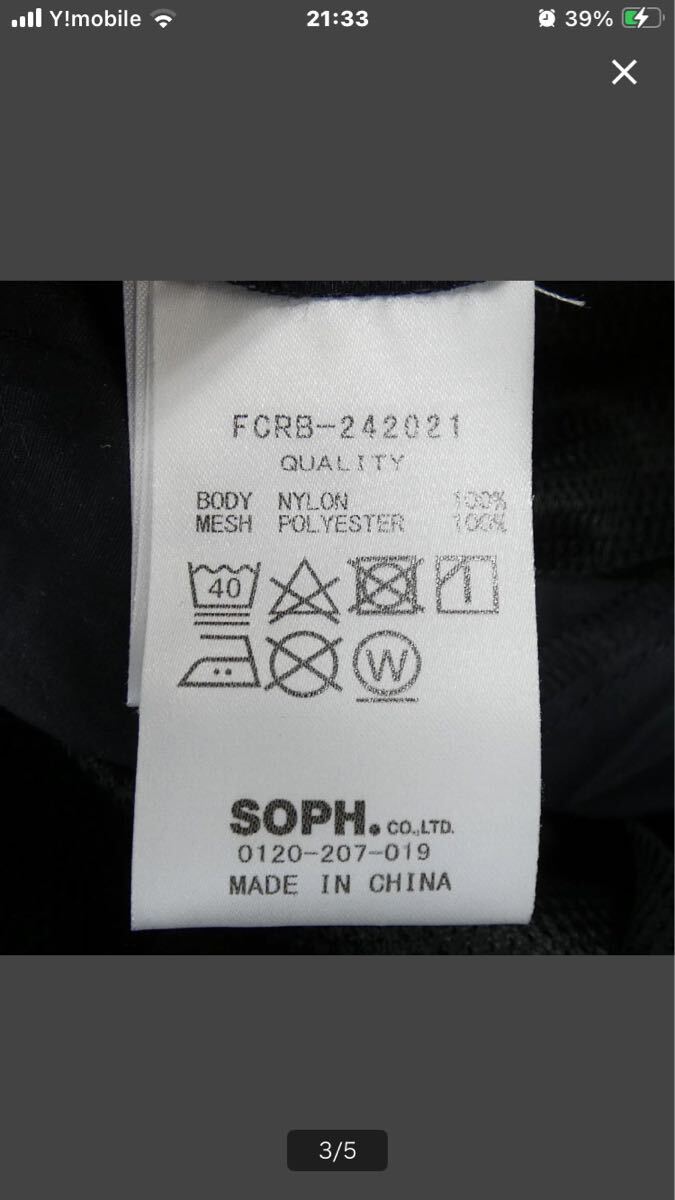 Y!mobile 21:33 39%
FCRB-242021
QUALITY
BODY NYLON 100%
MESH POLYESTER 100%
40
W
SOPH. CO.,LTD.
0120-207-019
MADE IN CHINA
3/5